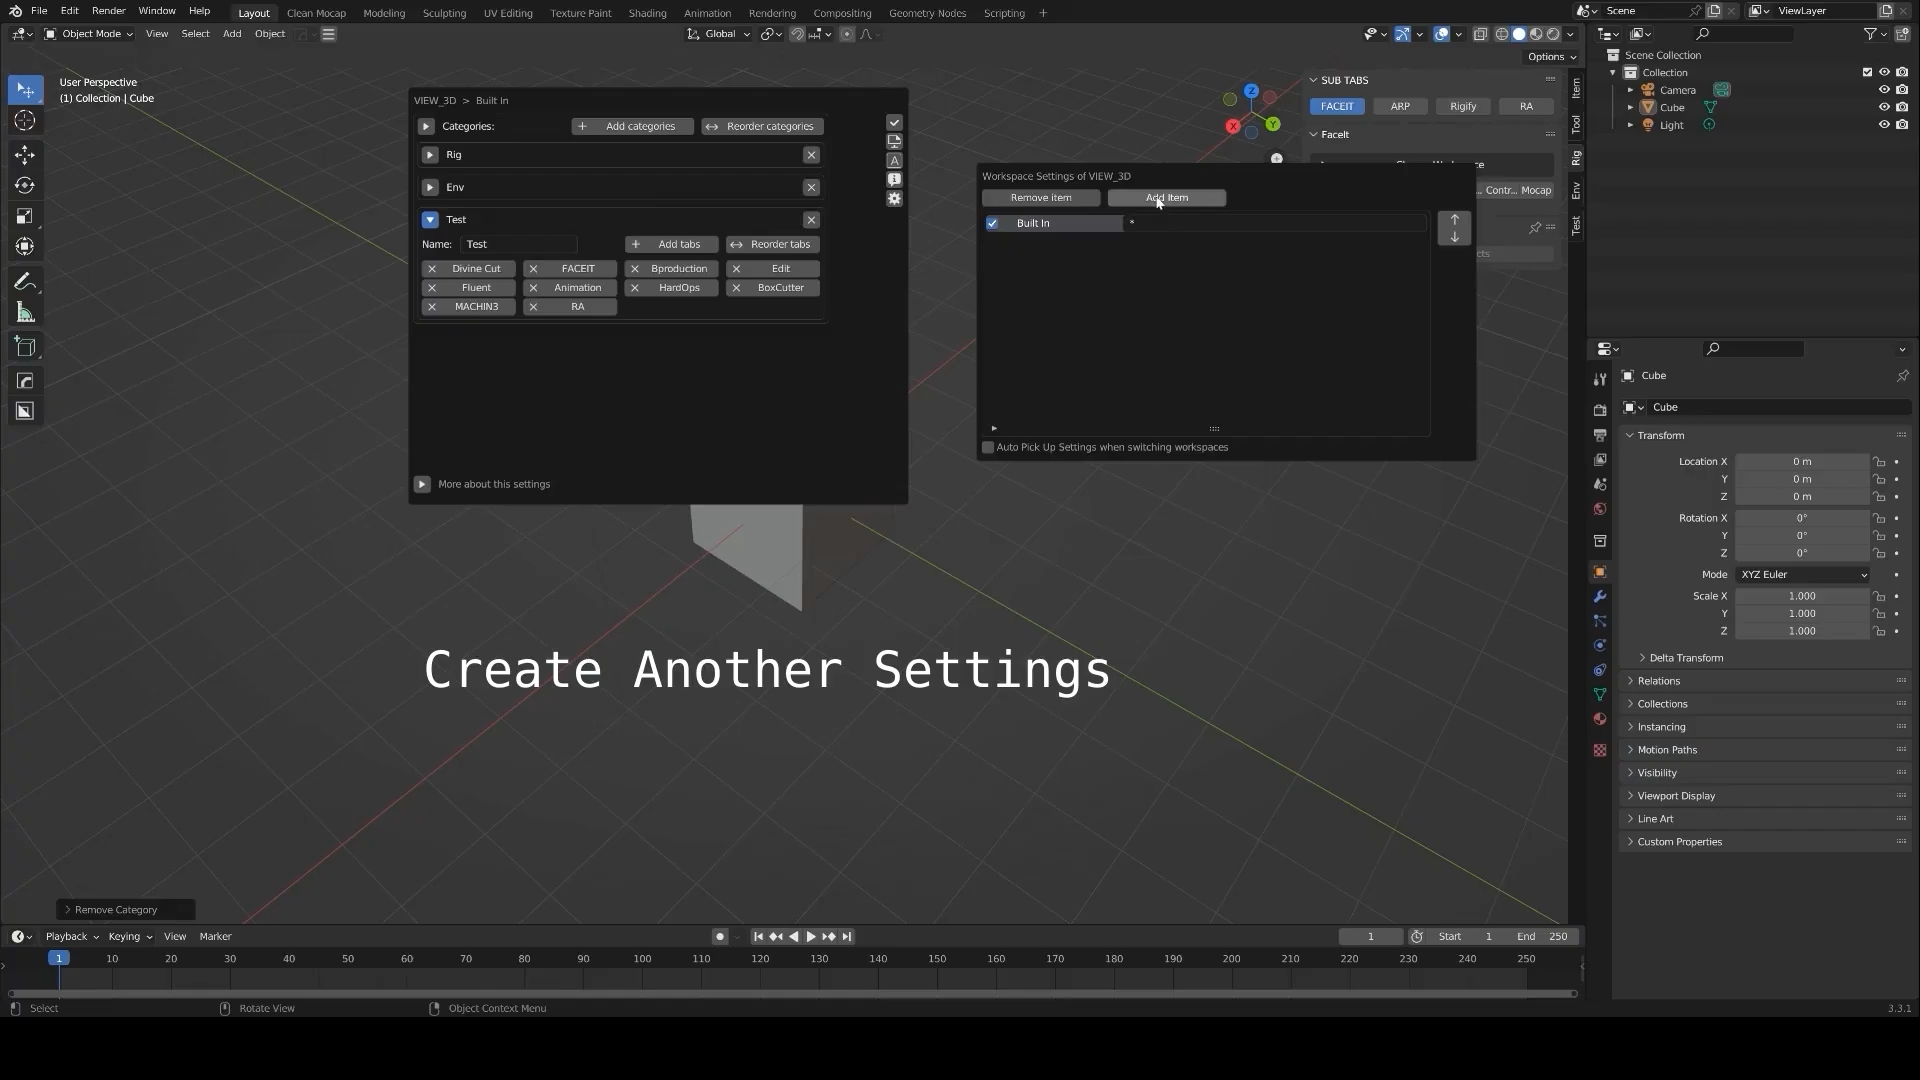 File Edit Render Window Help Layout Clean Mocap Modeling Sculpting UV Editing Texture Paint Shading Animation Rendering Compositing Geometry Nodes Scripting + Scene ViewLayer
Object Mode View Select Add Object Global
Options
User Perspective
(1) Collection | Cube
VIEW_3D > Built In
Categories: + Add categories Reorder categories
Rig
Env
Test
Name: Test + Add tabs Reorder tabs
Divine Cut FACEIT Bproduction Edit
Fluent Animation HardOps BoxCutter
MACHIN3 RA
More about this settings
Z
X
Y
SUB TABS
FACEIT ARP Rigify RA
FaceIt
Contr... Mocap
Item
Tool
Rig
Env
Test
Workspace Settings of VIEW_3D
Remove item Add Item
Built In *
Auto Pick Up Settings when switching workspaces
Create Another Settings
Remove Category
Scene Collection
Collection
Camera
Cube
Light
Cube
Cube
Transform
Location X 0 m
Y 0 m
Z 0 m
Rotation X 0°
Y 0°
Z 0°
Mode XYZ Euler
Scale X 1.000
Y 1.000
Z 1.000
Delta Transform
Relations
Collections
Instancing
Motion Paths
Visibility
Viewport Display
Line Art
Custom Properties
Playback Keying View Marker 1 Start 1 End 250
1 10 20 30 40 50 60 70 80 90 100 110 120 130 140 150 160 170 180 190 200 210 220 230 240 250
Select Rotate View Object Context Menu 3.3.1